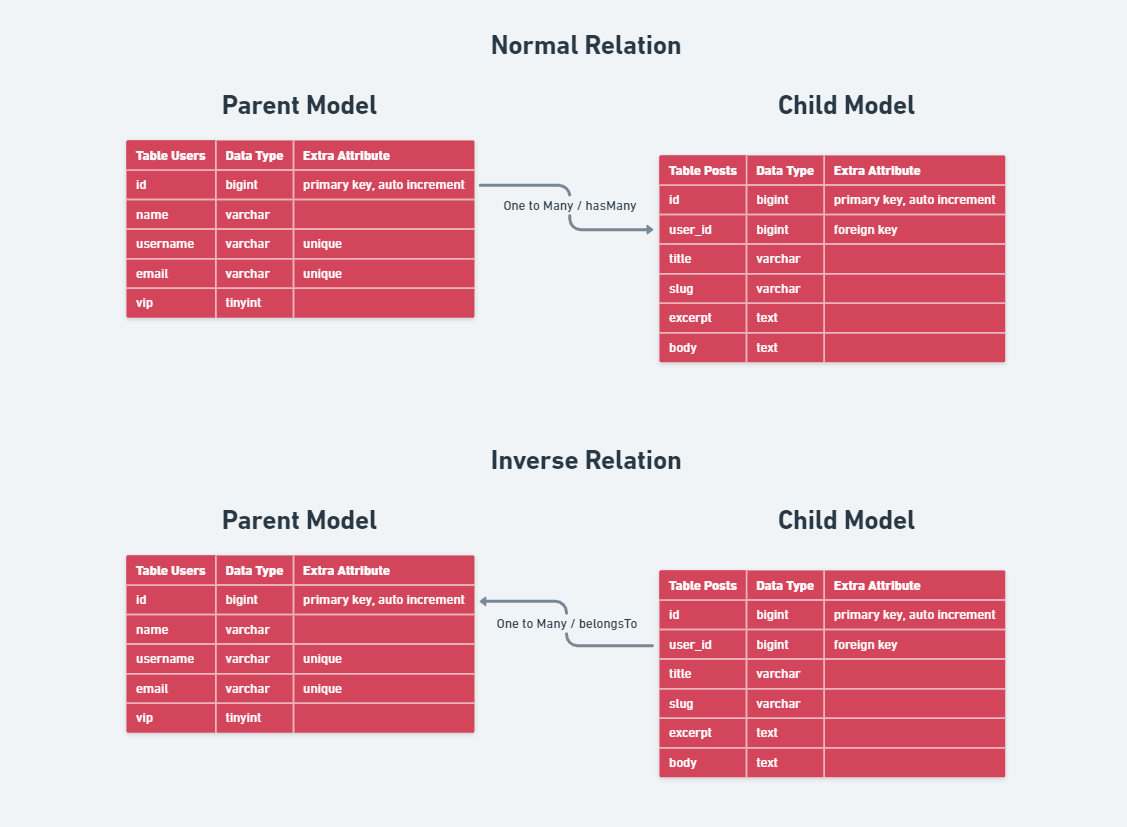 Normal Relation
Parent Model
Child Model
Table Users Data Type Extra Attribute
id bigint primary key, auto increment
name varchar
username varchar unique
email varchar unique
vip tinyint
One to Many / hasMany
Table Posts Data Type Extra Attribute
id bigint primary key, auto increment
user_id bigint foreign key
title varchar
slug varchar
excerpt text
body text
Inverse Relation
Parent Model
Child Model
Table Users Data Type Extra Attribute
id bigint primary key, auto increment
name varchar
username varchar unique
email varchar unique
vip tinyint
One to Many / belongsTo
Table Posts Data Type Extra Attribute
id bigint primary key, auto increment
user_id bigint foreign key
title varchar
slug varchar
excerpt text
body text